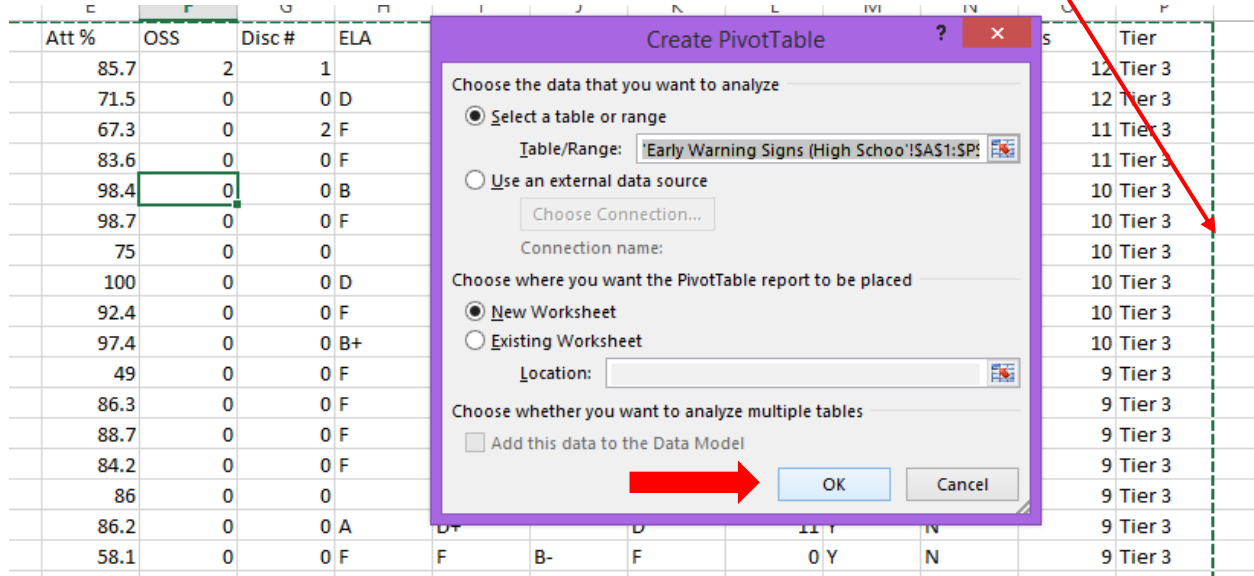 E F G H I J K L M N O P
Att % OSS Disc # ELA s Tier
85.7 2 1 12 Tier 3
71.5 0 0 D 12 Tier 3
67.3 0 2 F 11 Tier 3
83.6 0 0 F 11 Tier 3
98.4 0 0 B 10 Tier 3
98.7 0 0 F 10 Tier 3
75 0 0 10 Tier 3
100 0 0 D 10 Tier 3
92.4 0 0 F 10 Tier 3
97.4 0 0 B+ 10 Tier 3
49 0 0 F 9 Tier 3
86.3 0 0 F 9 Tier 3
88.7 0 0 F 9 Tier 3
84.2 0 0 F 9 Tier 3
86 0 0 9 Tier 3
86.2 0 0 A D+ D 11 Y N 9 Tier 3
58.1 0 0 F F B- F 0 Y N 9 Tier 3
Create PivotTable ?
Choose the data that you want to analyze
Select a table or range
Table/Range: 'Early Warning Signs (High Schoo'!$A$1:$P$
Use an external data source
Choose Connection...
Connection name:
Choose where you want the PivotTable report to be placed
New Worksheet
Existing Worksheet
Location:
Choose whether you want to analyze multiple tables
Add this data to the Data Model
OK Cancel